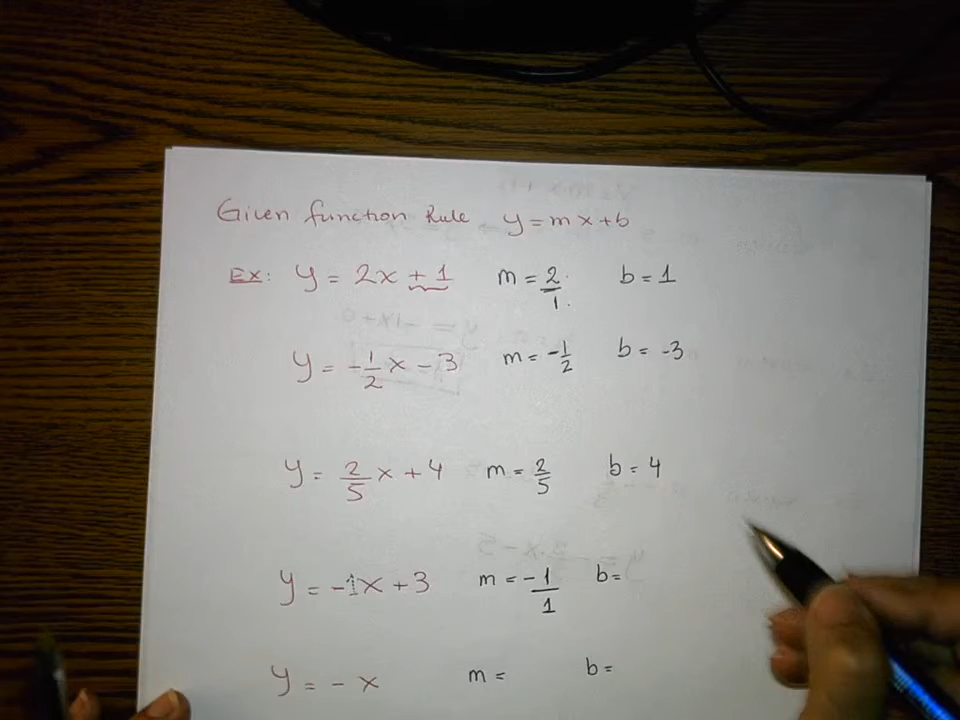 Given function Rule y = mx + b
Ex: y = 2x + 1 m = 2/1 b = 1
y = -1/2 x - 3 m = -1/2 b = -3
y = 2/5 x + 4 m = 2/5 b = 4
y = -1x + 3 m = -1/1 b =
y = - x m = b =